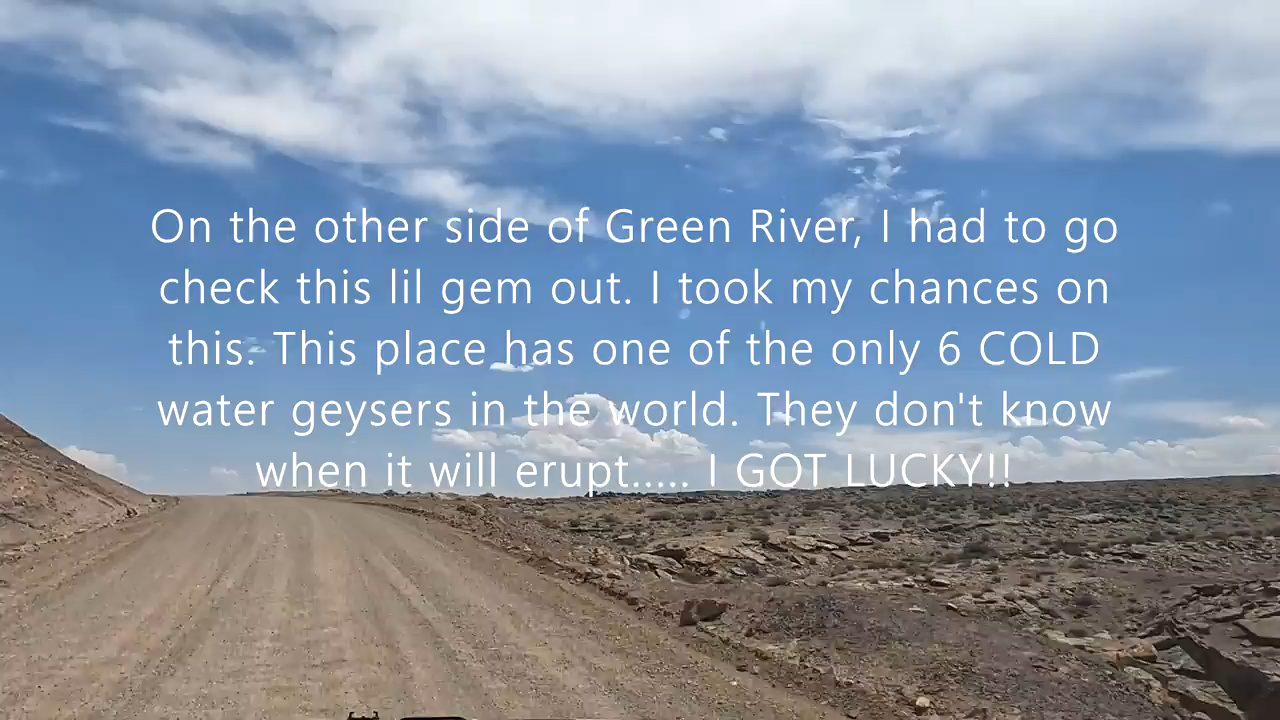 On the other side of Green River, I had to go
check this lil gem out. I took my chances on
this. This place has one of the only 6 COLD
water geysers in the world. They don't know
when it will erupt..... I GOT LUCKY!!